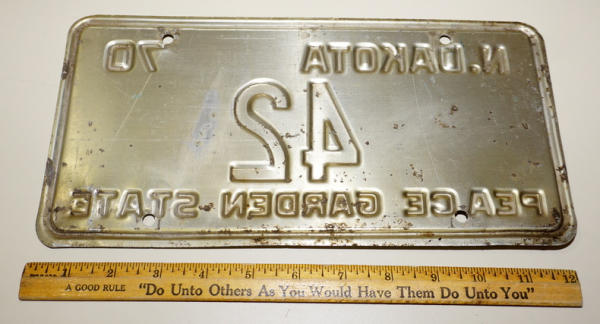 N. DAKOTA 70
42
PEACE GARDEN STATE
1 2 3 4 5 6 7 8 9 10 11 12
A GOOD RULE "Do Unto Others As You Would Have Them Do Unto You"